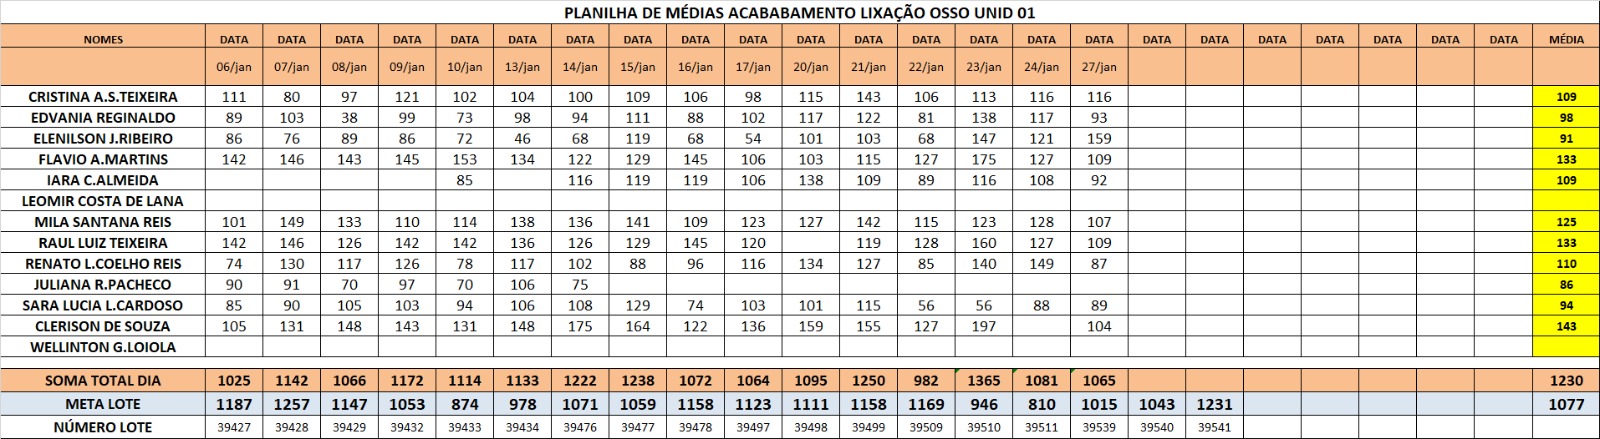 PLANILHA DE MÉDIAS ACABABAMENTO LIXAÇÃO OSSO UNID 01
NOMES DATA DATA DATA DATA DATA DATA DATA DATA DATA DATA DATA DATA DATA DATA DATA DATA DATA DATA DATA DATA DATA DATA DATA MÉDIA
06/jan 07/jan 08/jan 09/jan 10/jan 13/jan 14/jan 15/jan 16/jan 17/jan 20/jan 21/jan 22/jan 23/jan 24/jan 27/jan
CRISTINA A.S.TEIXEIRA 111 80 97 121 102 104 100 109 106 98 115 143 106 113 116 116 109
EDVANIA REGINALDO 89 103 38 99 73 98 94 111 88 102 117 122 81 138 117 93 98
ELENILSON J.RIBEIRO 86 76 89 86 72 46 68 119 68 54 101 103 68 147 121 159 91
FLAVIO A.MARTINS 142 146 143 145 153 134 122 129 145 106 103 115 127 175 127 109 133
IARA C.ALMEIDA 85 116 119 119 106 138 109 89 116 108 92 109
LEOMIR COSTA DE LANA
MILA SANTANA REIS 101 149 133 110 114 138 136 141 109 123 127 142 115 123 128 107 125
RAUL LUIZ TEIXEIRA 142 146 126 142 142 136 126 129 145 120 119 128 160 127 109 133
RENATO L.COELHO REIS 74 130 117 126 78 117 102 88 96 116 134 127 85 140 149 87 110
JULIANA R.PACHECO 90 91 70 97 70 106 75 86
SARA LUCIA L.CARDOSO 85 90 105 103 94 106 108 129 74 103 101 115 56 56 88 89 94
CLERISON DE SOUZA 105 131 148 143 131 148 175 164 122 136 159 155 127 197 104 143
WELLINTON G.LOIOLA
SOMA TOTAL DIA 1025 1142 1066 1172 1114 1133 1222 1238 1072 1064 1095 1250 982 1365 1081 1065 1230
META LOTE 1187 1257 1147 1053 874 978 1071 1059 1158 1123 1111 1158 1169 946 810 1015 1043 1231 1077
NÚMERO LOTE 39427 39428 39429 39432 39433 39434 39476 39477 39478 39497 39498 39499 39509 39510 39511 39539 39540 39541